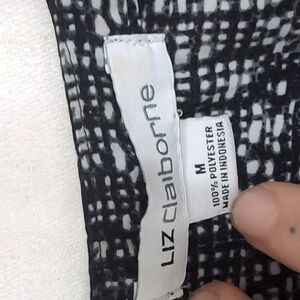 LIZ claiborne
M
100% POLYESTER
MADE IN INDONESIA